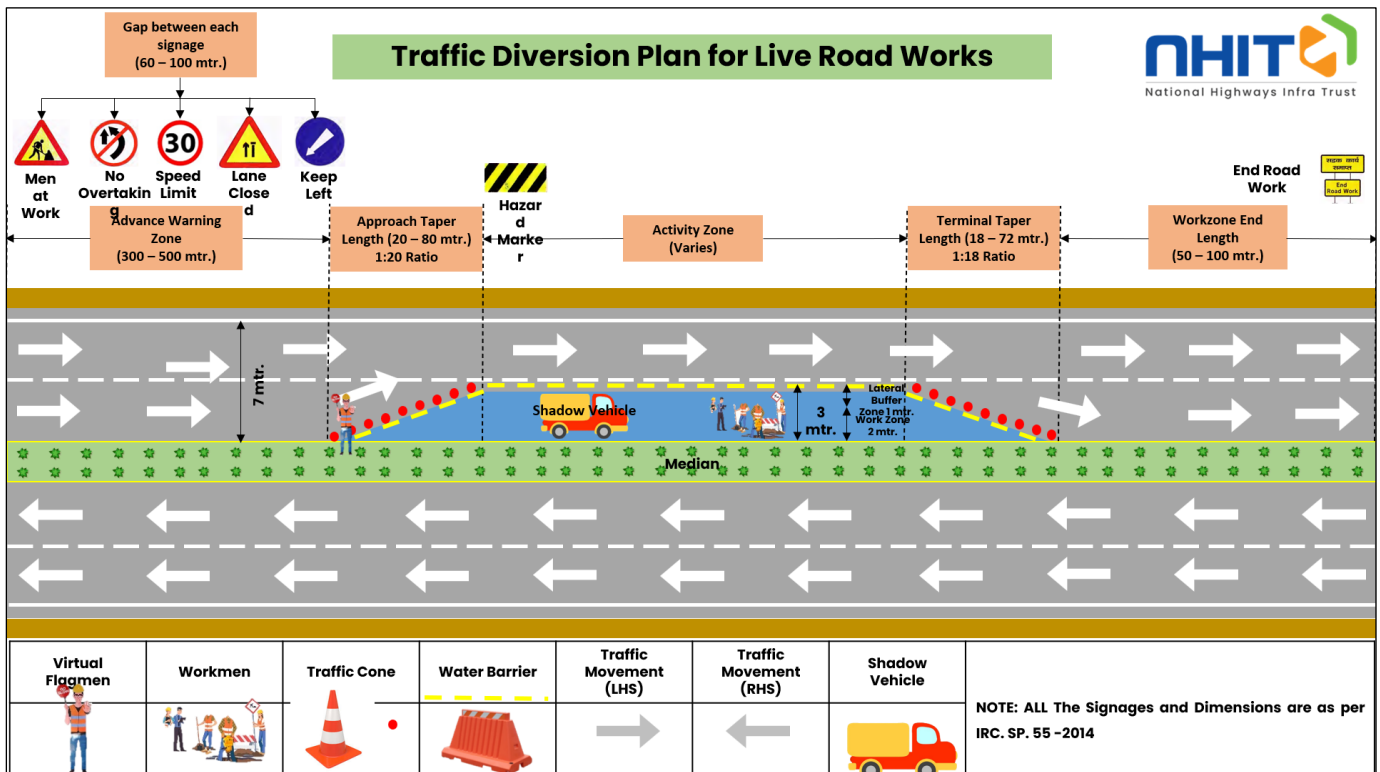 Gap between each
signage
(60 – 100 mtr.)
Traffic Diversion Plan for Live Road Works
NHIT
National Highways Infra Trust
30
Men
at
Work
No
Overtakin
g
Speed
Limit
Lane
Close
d
Keep
Left
Hazar
d
Marke
r
End Road
Work
सड़क कार्य
समाप्त
End
Road Work
Advance Warning
Zone
(300 – 500 mtr.)
Approach Taper
Length (20 – 80 mtr.)
1:20 Ratio
Activity Zone
(Varies)
Terminal Taper
Length (18 – 72 mtr.)
1:18 Ratio
Workzone End
Length
(50 – 100 mtr.)
7 mtr.
Shadow Vehicle
3
mtr.
Lateral
Buffer
Zone 1 mtr.
Work Zone
2 mtr.
Median
Virtual
Flagmen
Workmen
Traffic Cone
Water Barrier
Traffic
Movement
(LHS)
Traffic
Movement
(RHS)
Shadow
Vehicle
NOTE: ALL The Signages and Dimensions are as per
IRC. SP. 55 -2014